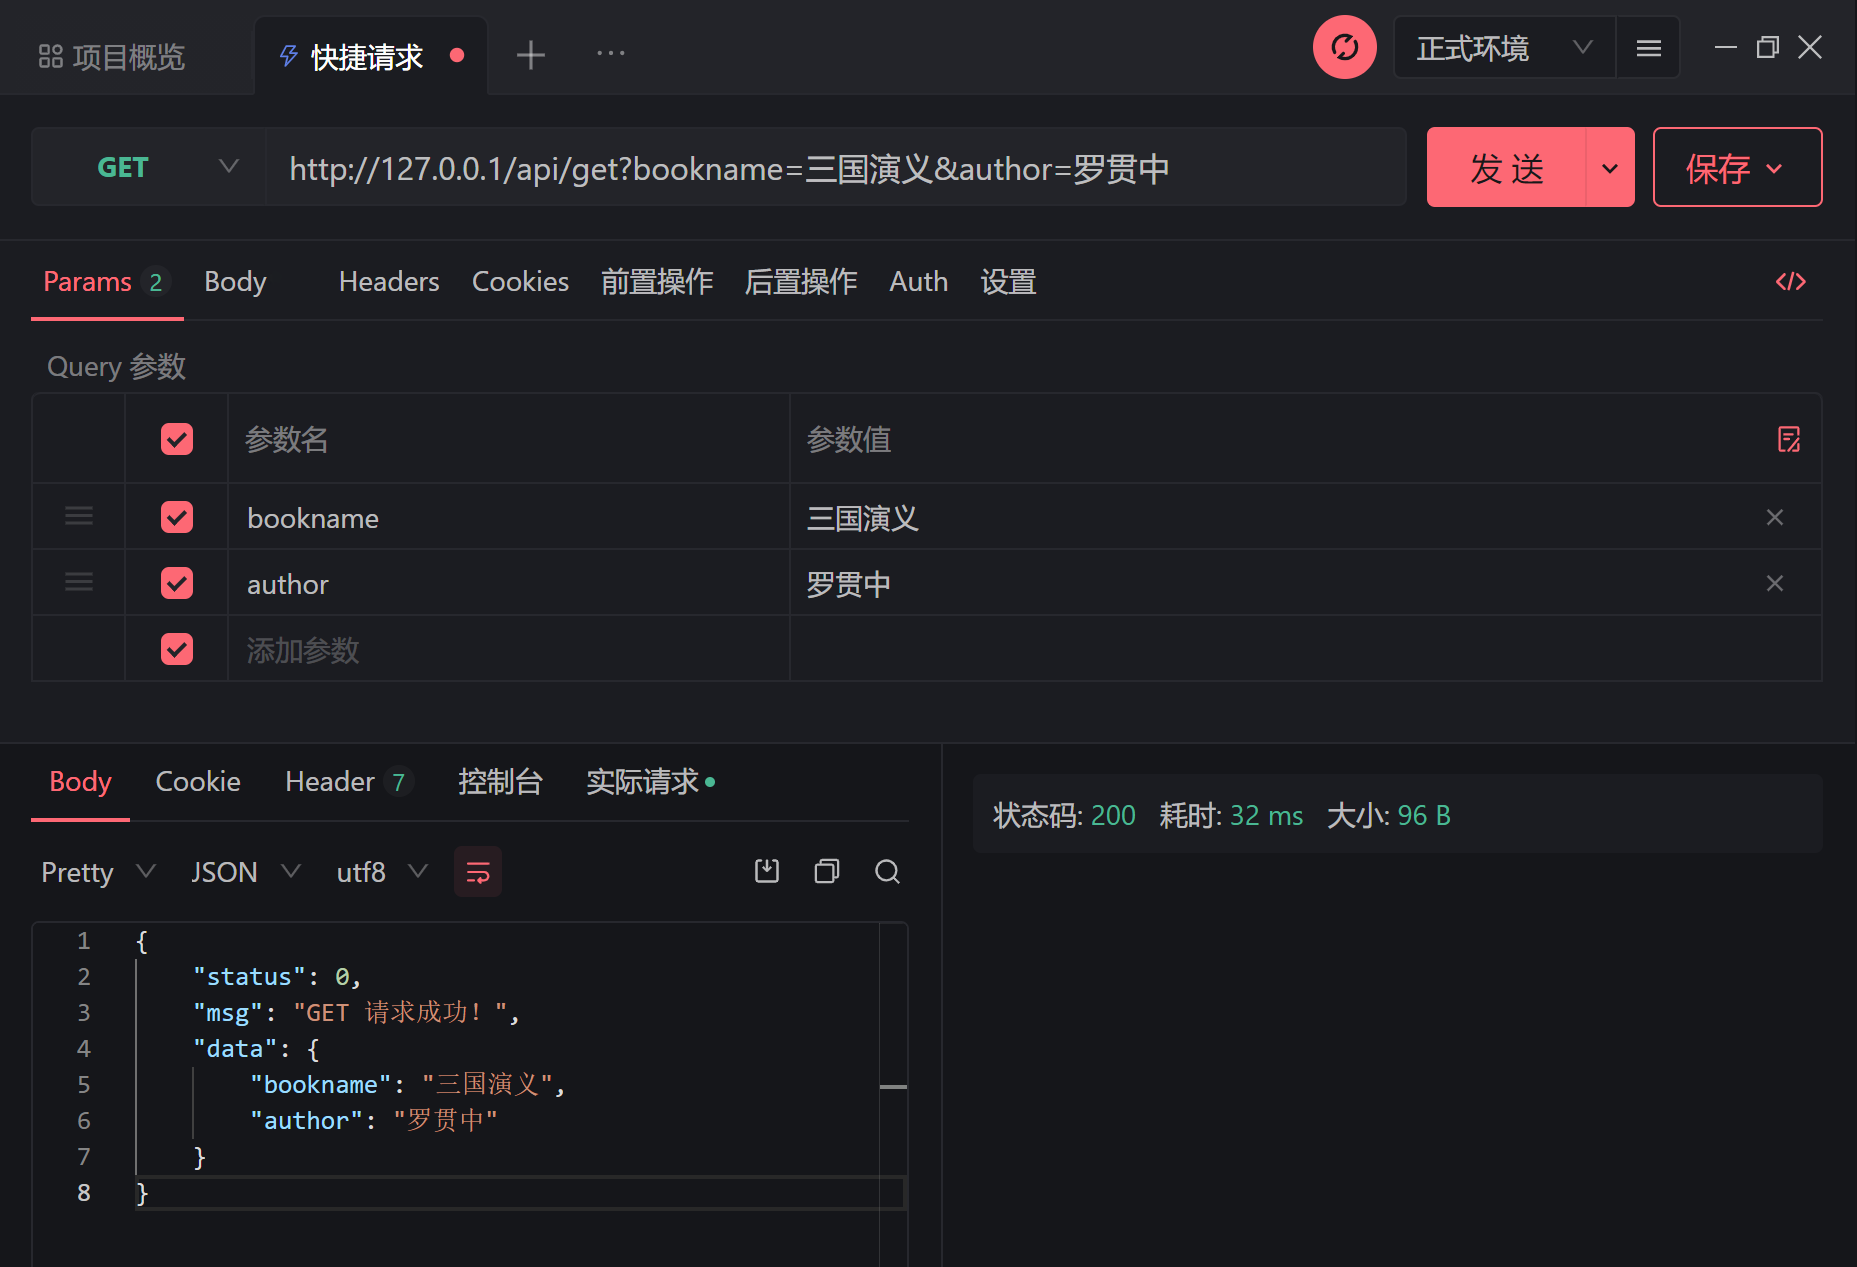 项目概览 快捷请求 ··· 正式环境
GET http://127.0.0.1/api/get?bookname=三国演义&author=罗贯中 发 送 保存
Params 2 Body Headers Cookies 前置操作 后置操作 Auth 设置 </>
Query 参数
参数名 参数值
bookname 三国演义
author 罗贯中
添加参数
Body Cookie Header 7 控制台 实际请求
状态码: 200 耗时: 32 ms 大小: 96 B
Pretty JSON utf8
1 {
2 "status": 0,
3 "msg": "GET 请求成功！",
4 "data": {
5 "bookname": "三国演义",
6 "author": "罗贯中"
7 }
8 }